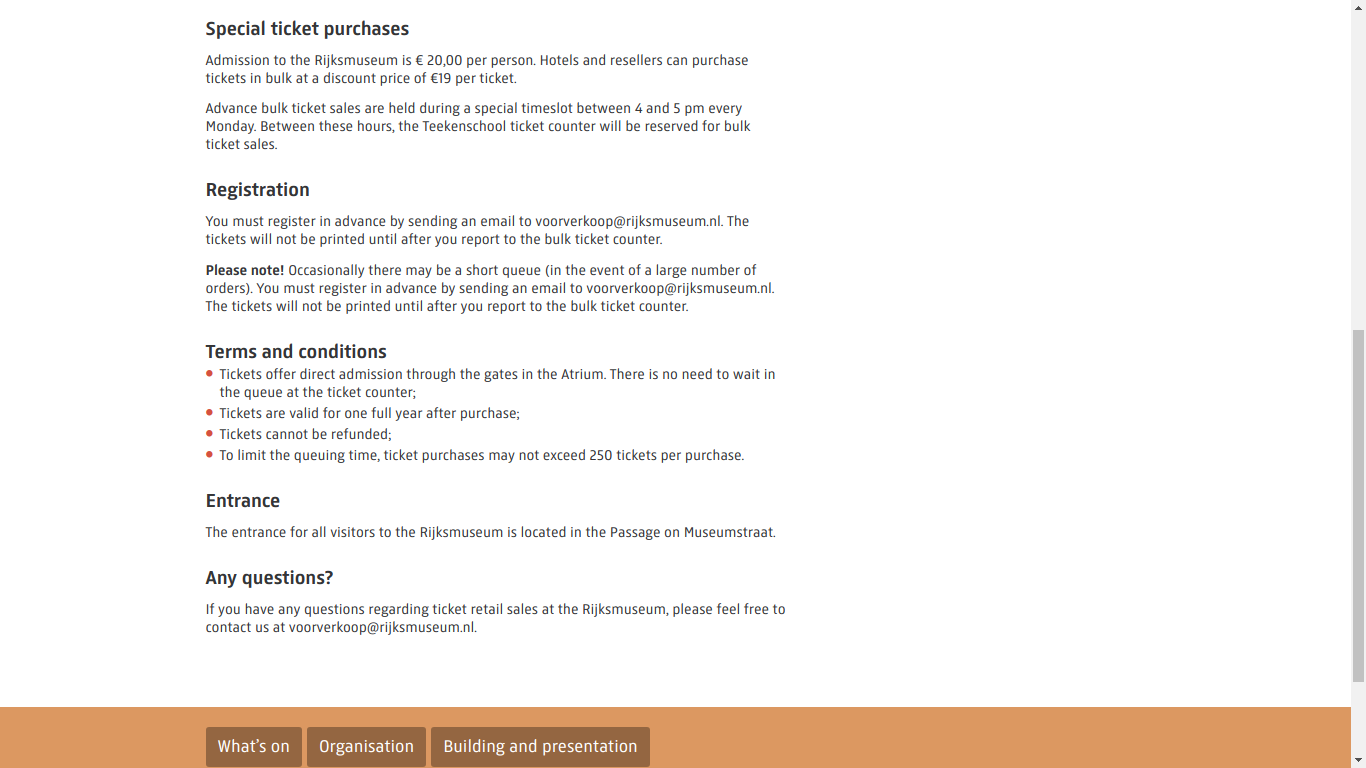 Special ticket purchases
Admission to the Rijksmuseum is € 20,00 per person. Hotels and resellers can purchase
tickets in bulk at a discount price of €19 per ticket.
Advance bulk ticket sales are held during a special timeslot between 4 and 5 pm every
Monday. Between these hours, the Teekenschool ticket counter will be reserved for bulk
ticket sales.
Registration
You must register in advance by sending an email to voorverkoop@rijksmuseum.nl. The
tickets will not be printed until after you report to the bulk ticket counter.
Please note! Occasionally there may be a short queue (in the event of a large number of
orders). You must register in advance by sending an email to voorverkoop@rijksmuseum.nl.
The tickets will not be printed until after you report to the bulk ticket counter.
Terms and conditions
Tickets offer direct admission through the gates in the Atrium. There is no need to wait in
the queue at the ticket counter;
Tickets are valid for one full year after purchase;
Tickets cannot be refunded;
To limit the queuing time, ticket purchases may not exceed 250 tickets per purchase.
Entrance
The entrance for all visitors to the Rijksmuseum is located in the Passage on Museumstraat.
Any questions?
If you have any questions regarding ticket retail sales at the Rijksmuseum, please feel free to
contact us at voorverkoop@rijksmuseum.nl.
What's on Organisation Building and presentation